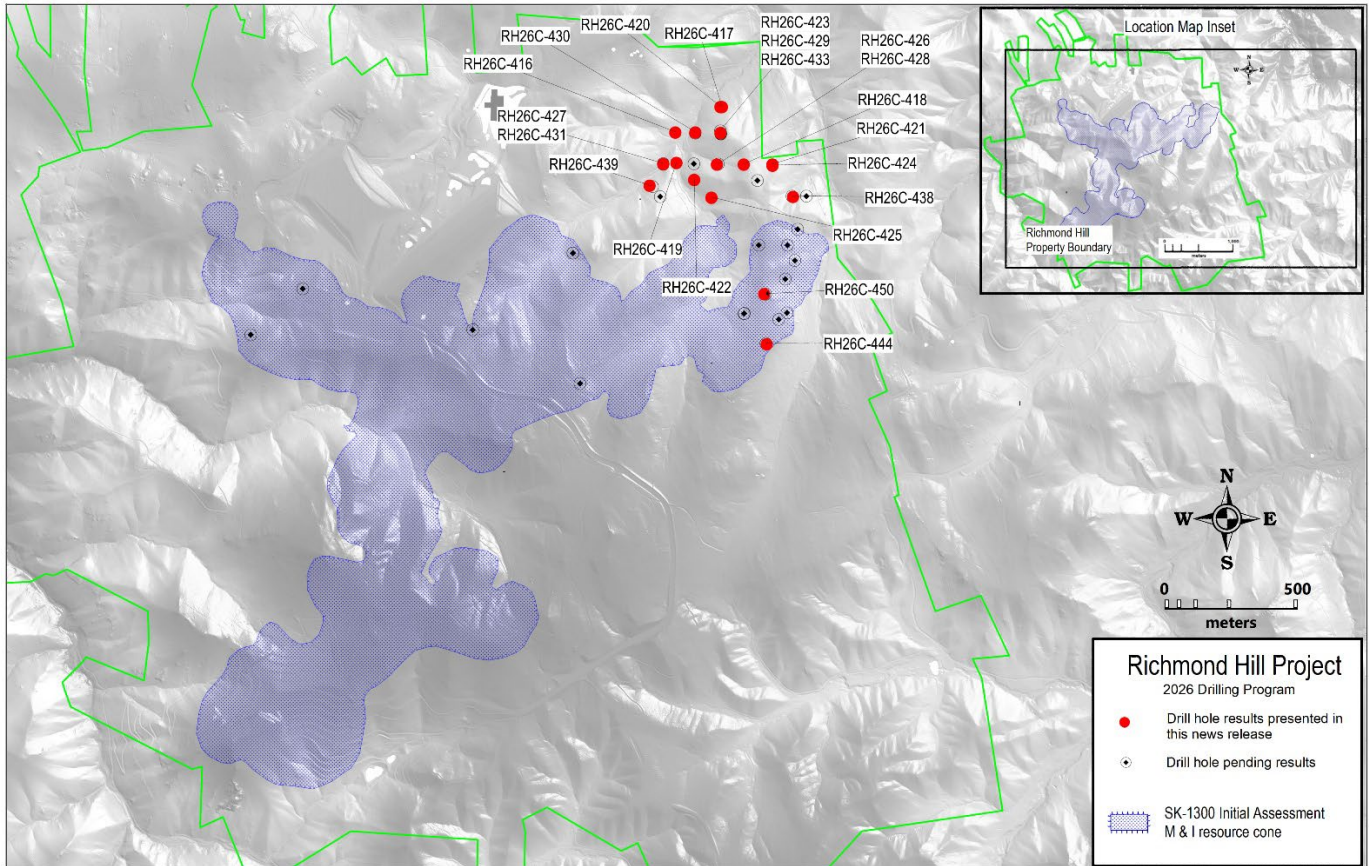 RH26C-420
RH26C-417
RH26C-423
RH26C-429
RH26C-433
RH26C-430
RH26C-426
RH26C-428
RH26C-416
RH26C-418
RH26C-427
RH26C-431
RH26C-421
RH26C-439
RH26C-424
RH26C-438
RH26C-419
RH26C-425
RH26C-422
RH26C-450
RH26C-444
Location Map Inset
N
W E
S
Richmond Hill
Property Boundary
meters
N
W E
S
0 500
meters
Richmond Hill Project
2026 Drilling Program
Drill hole results presented in
this news release
Drill hole pending results
SK-1300 Initial Assessment
M & I resource cone